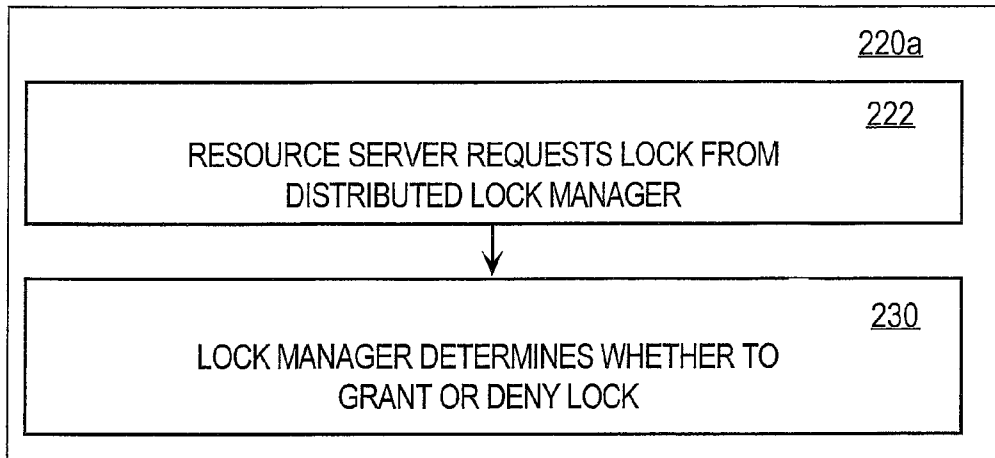 220a
222
RESOURCE SERVER REQUESTS LOCK FROM
DISTRIBUTED LOCK MANAGER
230
LOCK MANAGER DETERMINES WHETHER TO
GRANT OR DENY LOCK